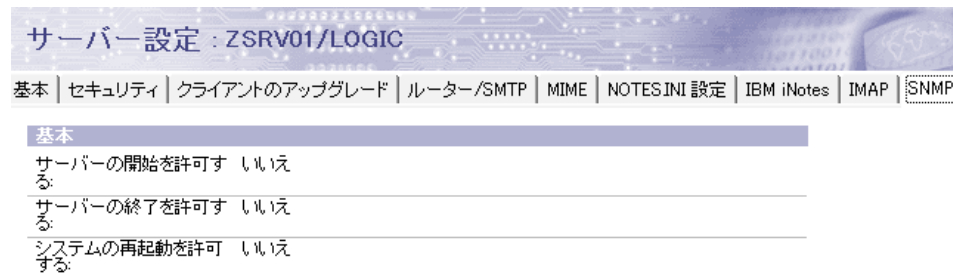 サーバー設定 : ZSRV01/LOGIC
基本 | セキュリティ | クライアントのアップグレード | ルーター/SMTP | MIME | NOTES.INI 設定 | IBM iNotes | IMAP | SNMP
基本
サーバーの開始を許可す いいえ
る:
サーバーの終了を許可す いいえ
る:
システムの再起動を許可 いいえ
する: